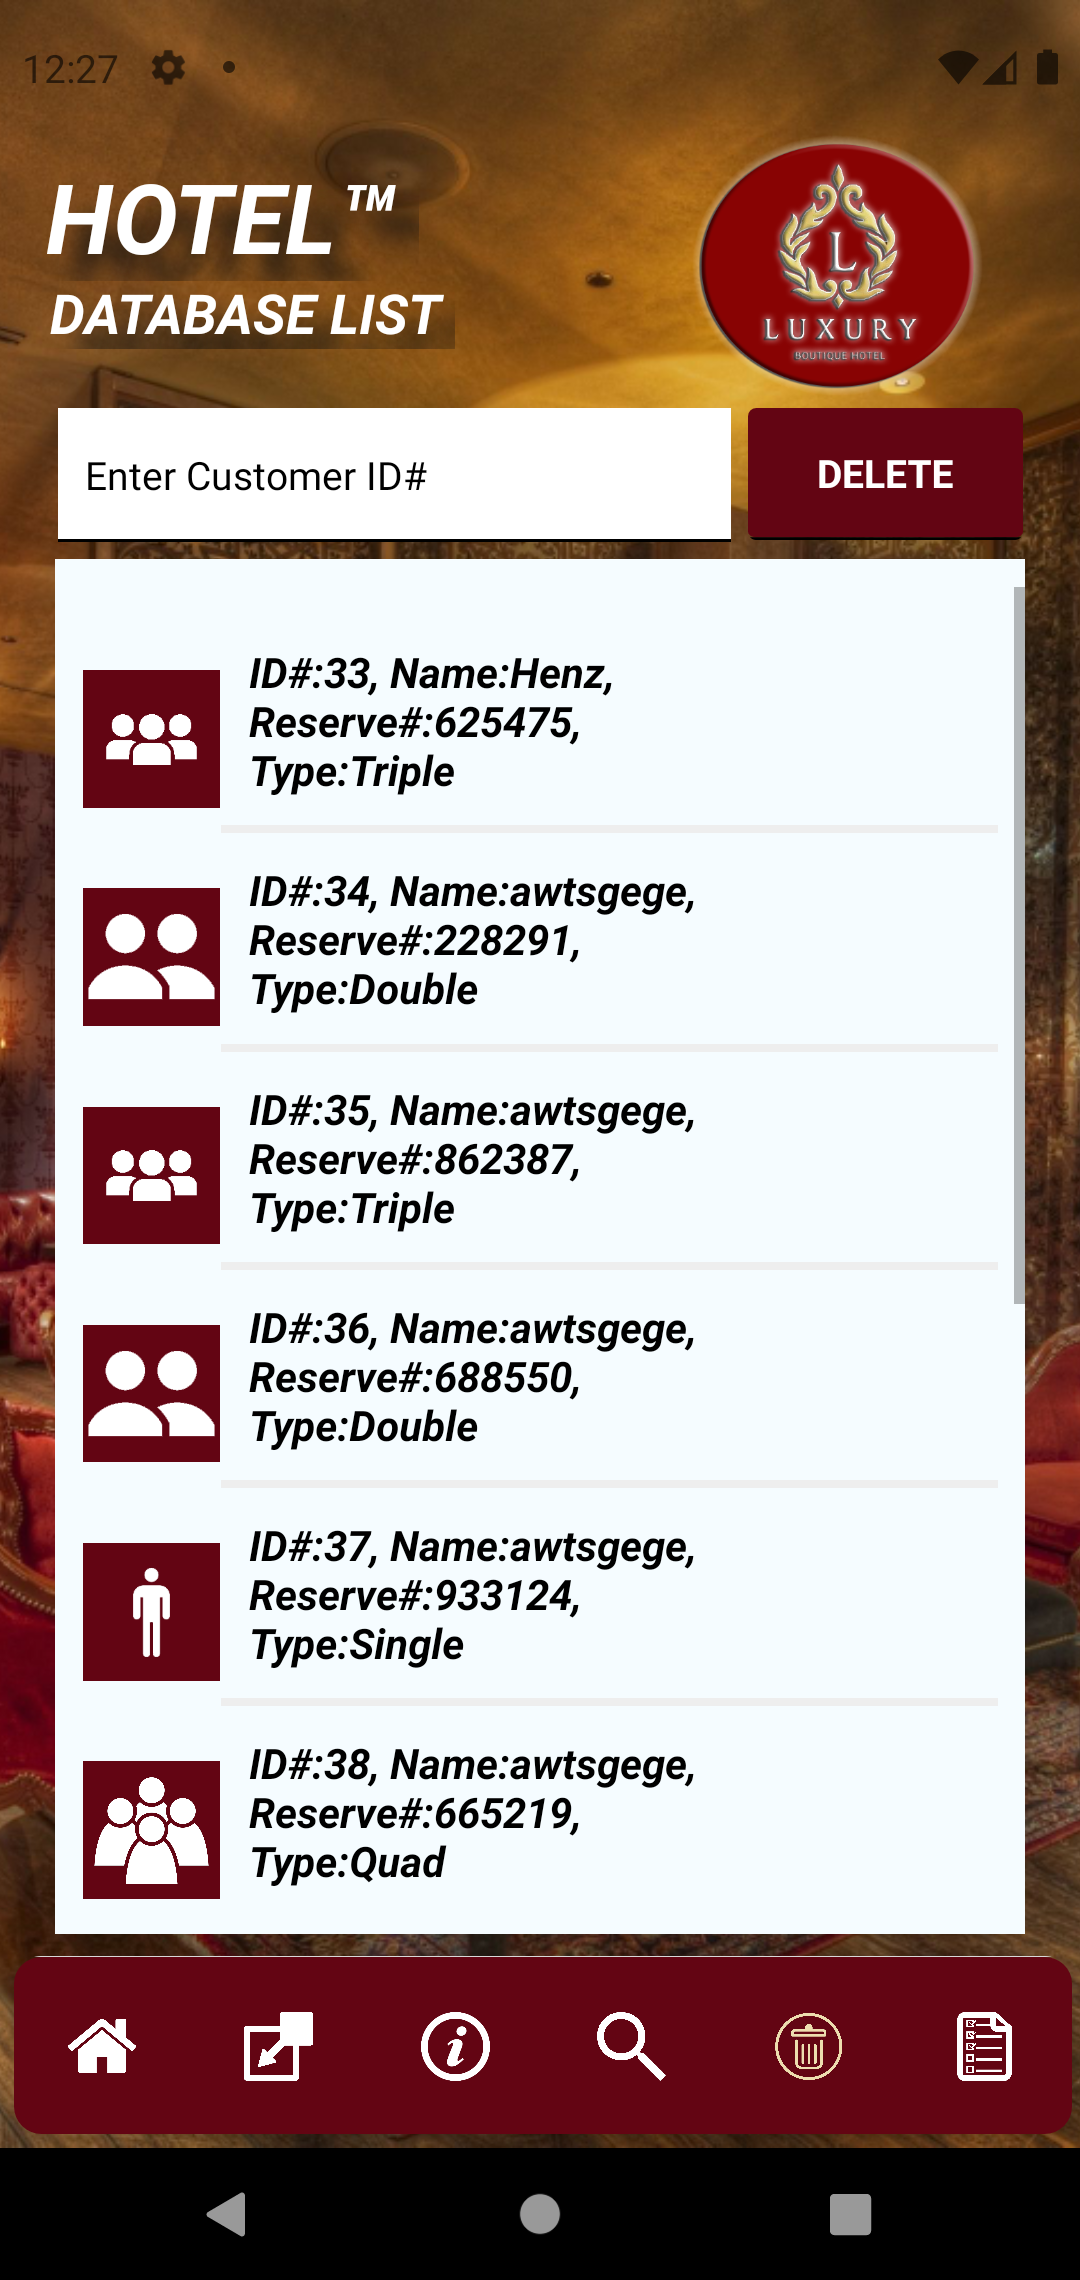 12:27
HOTEL™
DATABASE LIST
L
LUXURY
BOUTIQUE HOTEL
Enter Customer ID#
DELETE
ID#:33, Name:Henz,
Reserve#:625475,
Type:Triple
ID#:34, Name:awtsgege,
Reserve#:228291,
Type:Double
ID#:35, Name:awtsgege,
Reserve#:862387,
Type:Triple
ID#:36, Name:awtsgege,
Reserve#:688550,
Type:Double
ID#:37, Name:awtsgege,
Reserve#:933124,
Type:Single
ID#:38, Name:awtsgege,
Reserve#:665219,
Type:Quad